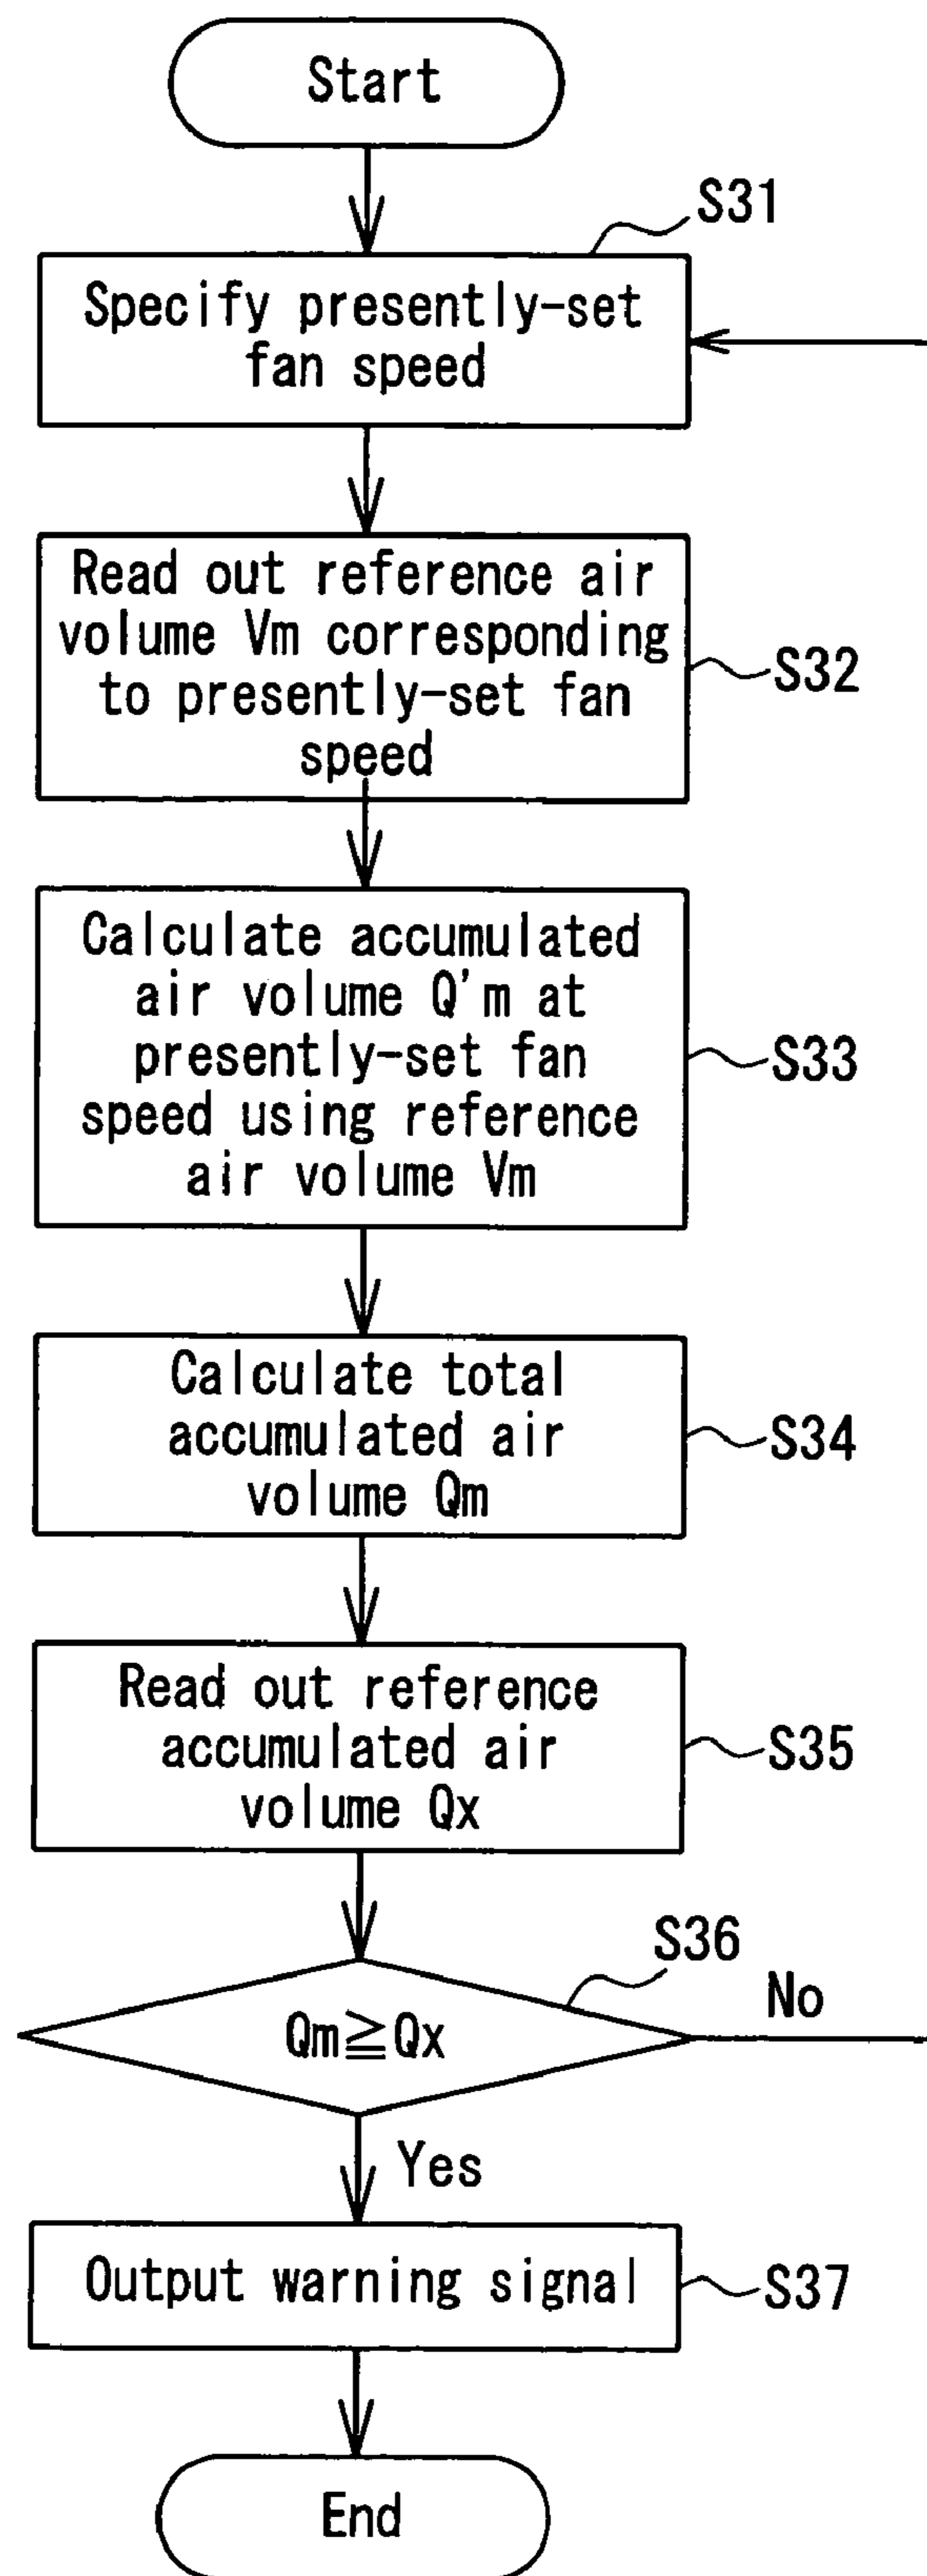 Start
S31
Specify presently-set
fan speed
Read out reference air
volume Vm corresponding
to presently-set fan
speed
S32
Calculate accumulated
air volume Q'm at
presently-set fan
speed using reference
air volume Vm
S33
Calculate total
accumulated air
volume Qm
S34
Read out reference
accumulated air
volume Qx
S35
S36
Qm≧Qx
No
Yes
Output warning signal
S37
End